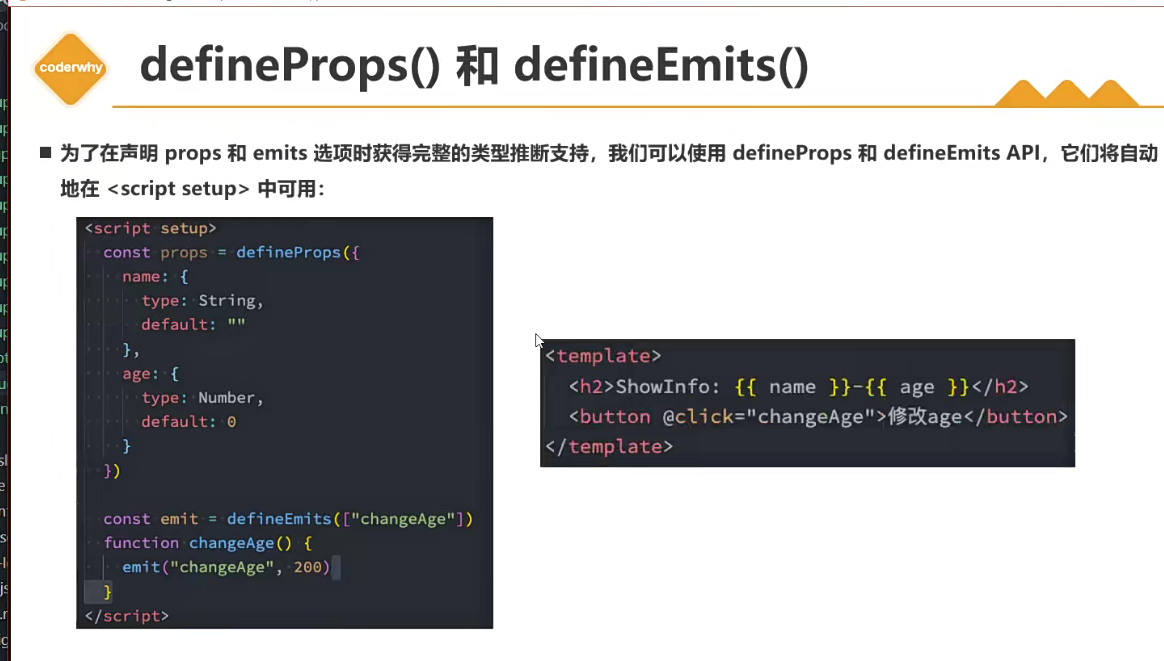 coderwhy
defineProps() 和 defineEmits()
为了在声明 props 和 emits 选项时获得完整的类型推断支持，我们可以使用 defineProps 和 defineEmits API，它们将自动
地在 <script setup> 中可用：
<script setup>
const props = defineProps({
name: {
type: String,
default: ""
},
age: {
type: Number,
default: 0
}
})
const emit = defineEmits(["changeAge"])
function changeAge() {
emit("changeAge", 200)
}
</script>
<template>
<h2>ShowInfo: {{ name }}-{{ age }}</h2>
<button @click="changeAge">修改age</button>
</template>